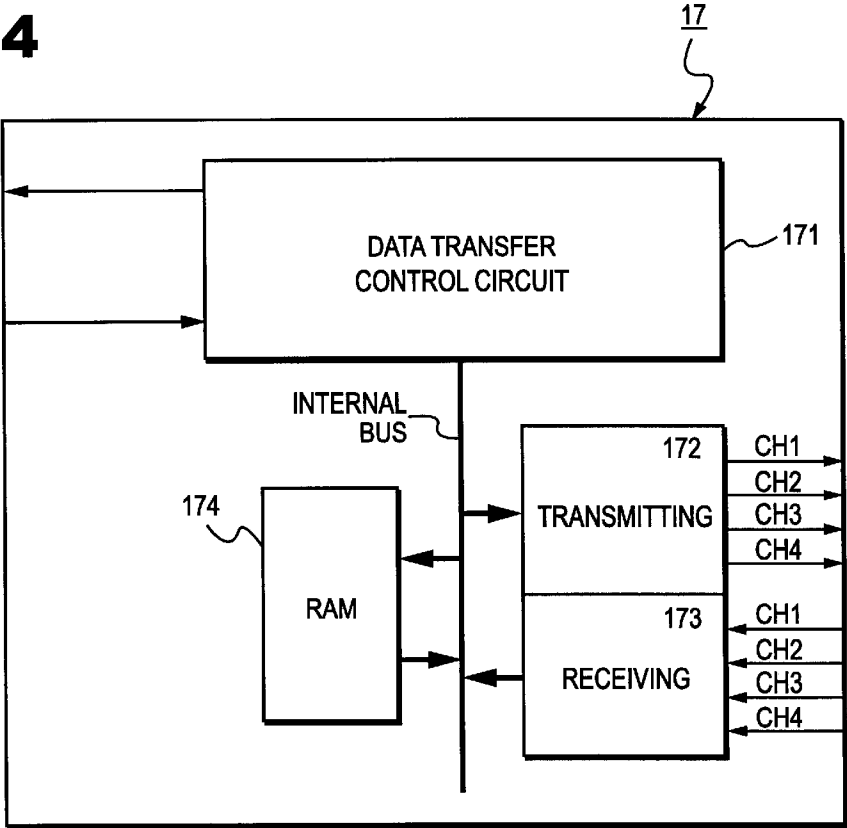 4
17
DATA TRANSFER
CONTROL CIRCUIT
171
INTERNAL
BUS
172
TRANSMITTING
CH1
CH2
CH3
CH4
174
RAM
173
RECEIVING
CH1
CH2
CH3
CH4